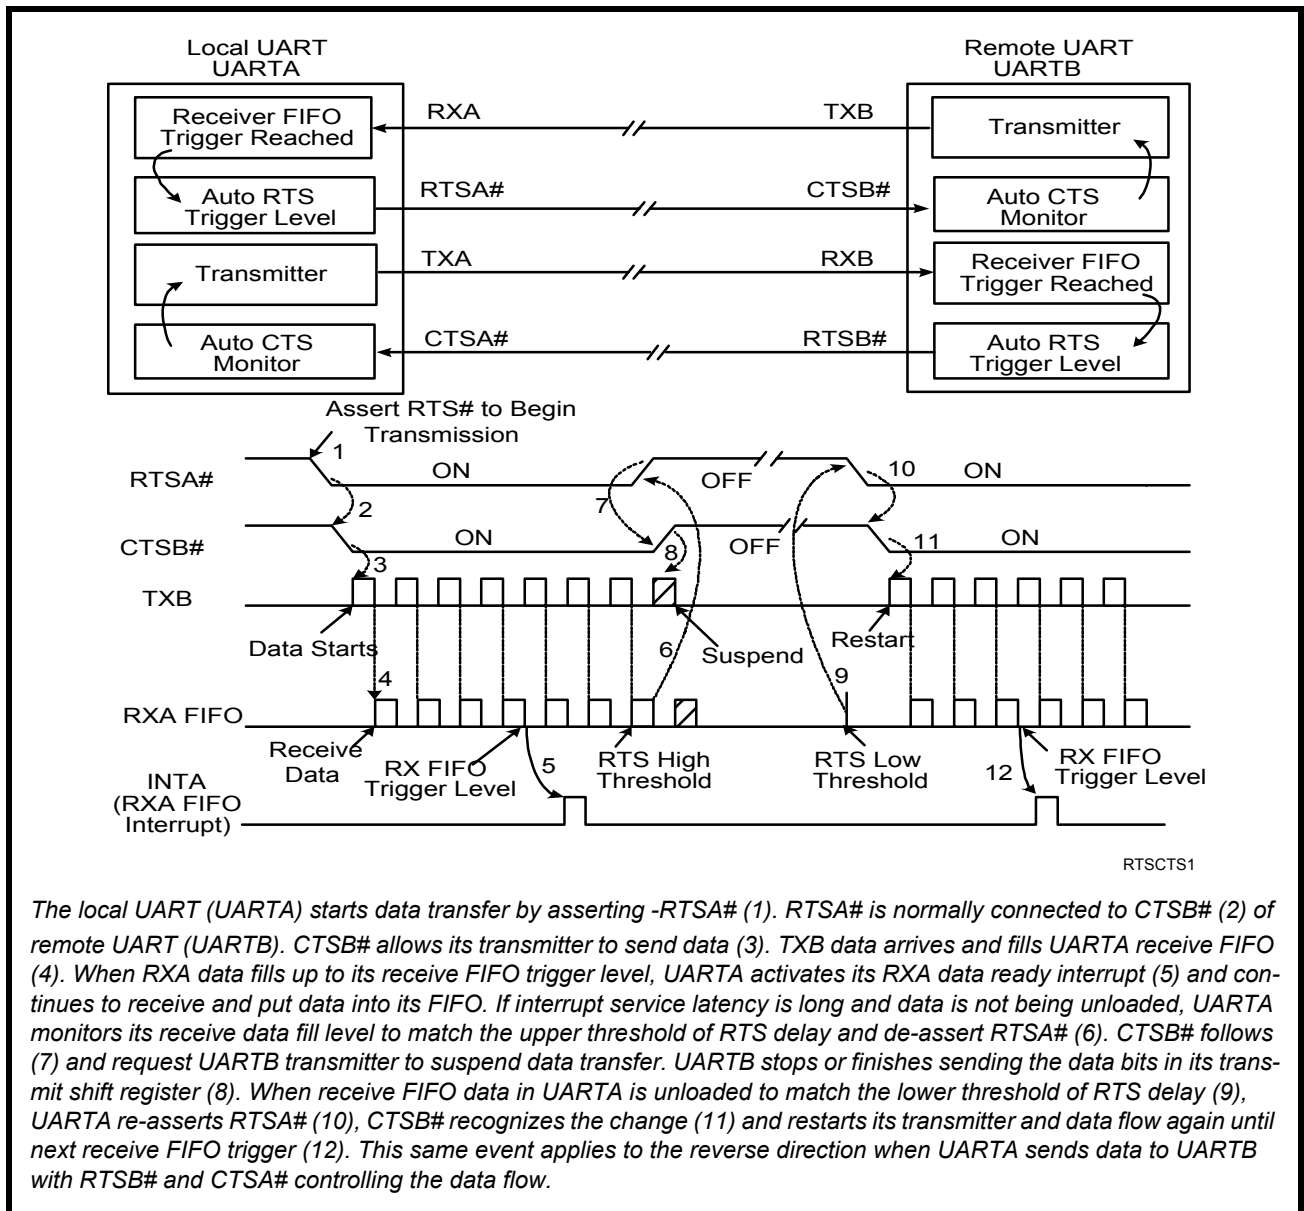 Local UART
UARTA
Remote UART
UARTB
Receiver FIFO
Trigger Reached
RXA
TXB
Transmitter
Auto RTS
Trigger Level
RTSA#
CTSB#
Auto CTS
Monitor
Transmitter
TXA
RXB
Receiver FIFO
Trigger Reached
Auto CTS
Monitor
CTSA#
RTSB#
Auto RTS
Trigger Level
Assert RTS# to Begin
Transmission
1
RTSA#
ON
7
OFF
10
ON
2
CTSB#
ON
8
OFF
11
ON
3
TXB
Data Starts
6
Suspend
Restart
4
9
RXA FIFO
Receive
Data
RX FIFO
Trigger Level
5
RTS High
Threshold
RTS Low
Threshold
12
RX FIFO
Trigger Level
INTA
(RXA FIFO
Interrupt)
RTSCTS1
The local UART (UARTA) starts data transfer by asserting -RTSA# (1). RTSA# is normally connected to CTSB# (2) of
remote UART (UARTB). CTSB# allows its transmitter to send data (3). TXB data arrives and fills UARTA receive FIFO
(4). When RXA data fills up to its receive FIFO trigger level, UARTA activates its RXA data ready interrupt (5) and con-
tinues to receive and put data into its FIFO. If interrupt service latency is long and data is not being unloaded, UARTA
monitors its receive data fill level to match the upper threshold of RTS delay and de-assert RTSA# (6). CTSB# follows
(7) and request UARTB transmitter to suspend data transfer. UARTB stops or finishes sending the data bits in its trans-
mit shift register (8). When receive FIFO data in UARTA is unloaded to match the lower threshold of RTS delay (9),
UARTA re-asserts RTSA# (10), CTSB# recognizes the change (11) and restarts its transmitter and data flow again until
next receive FIFO trigger (12). This same event applies to the reverse direction when UARTA sends data to UARTB
with RTSB# and CTSA# controlling the data flow.